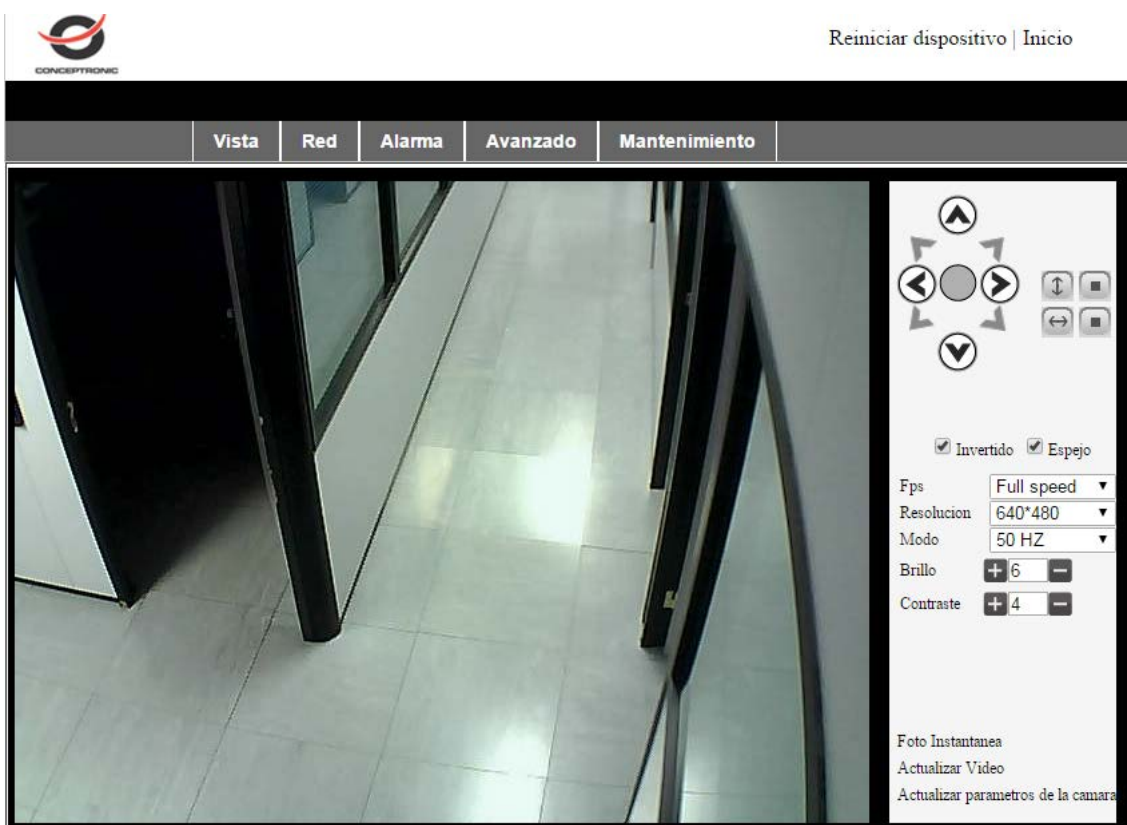 CONCEPTRONIC
Reiniciar dispositivo | Inicio
Vista Red Alarma Avanzado Mantenimiento
Invertido Espejo
Fps Full speed
Resolucion 640*480
Modo 50 HZ
Brillo 6
Contraste 4
Foto Instantanea
Actualizar Video
Actualizar parametros de la camara